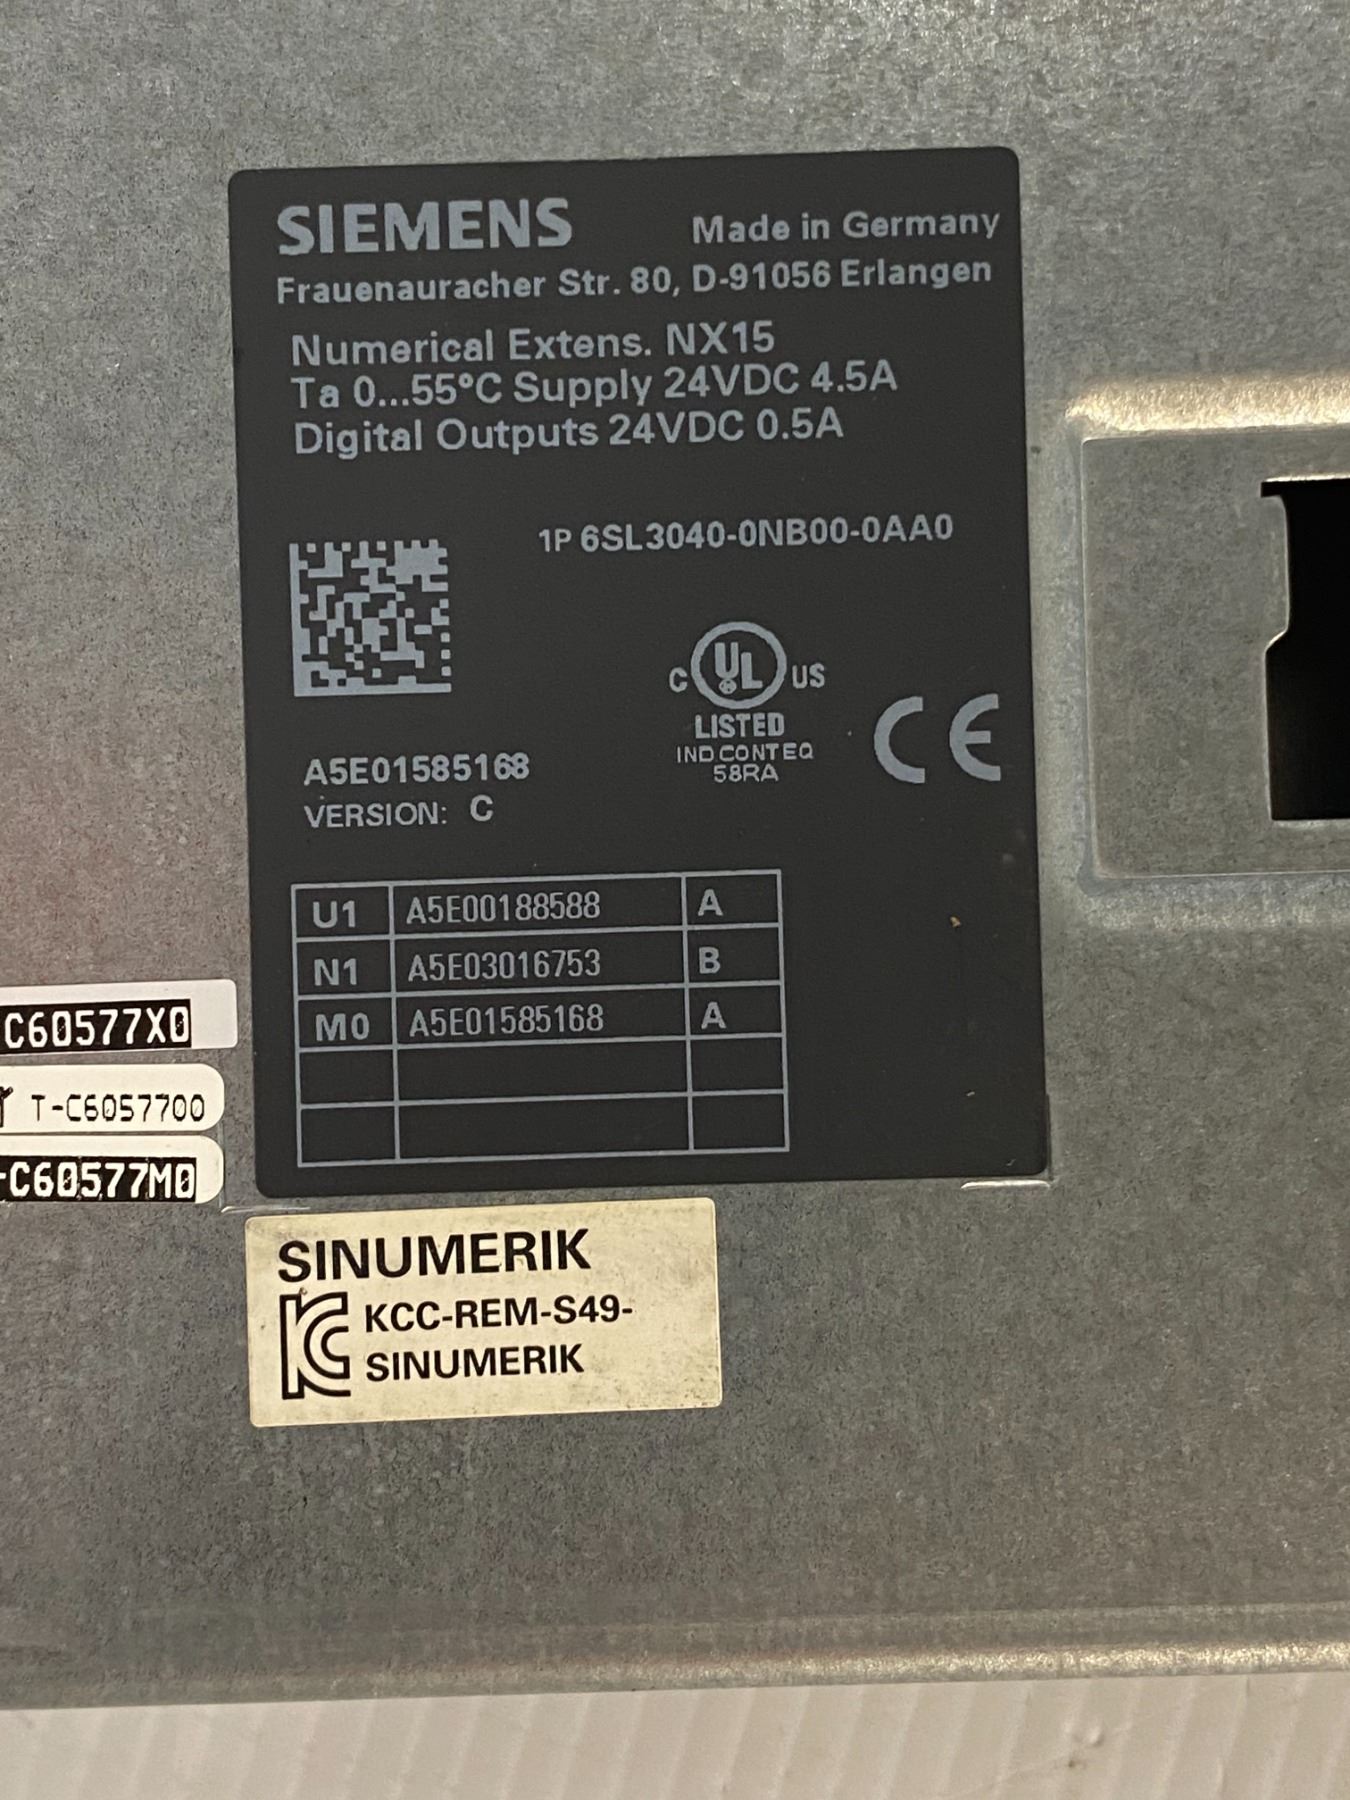 SIEMENS Made in Germany
Frauenauracher Str. 80, D-91056 Erlangen
Numerical Extens. NX15
Ta 0...55°C Supply 24VDC 4.5A
Digital Outputs 24VDC 0.5A
1P 6SL3040-0NB00-0AA0
C UL US
LISTED
IND CONT EQ
58RA
CE
A5E01585168
VERSION: C
U1 A5E00188588 A
N1 A5E03016753 B
M0 A5E01585168 A
C60577X0
T-C6057700
-C60577M0
SINUMERIK
KCC-REM-S49-
SINUMERIK